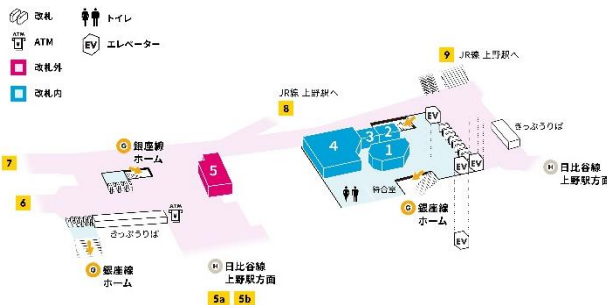 改札
トイレ
ATM
ATM
EV
エレベーター
改札外
改札内
9
JR線 上野駅へ
JR線 上野駅へ
8
EV
きっぷうりば
4
3
2
1
G 銀座線
ホーム
7
5
EV
EV
H 日比谷線
上野駅方面
待合室
6
ATM
G 銀座線
ホーム
きっぷうりば
EV
G 銀座線
ホーム
H 日比谷線
上野駅方面
5a 5b